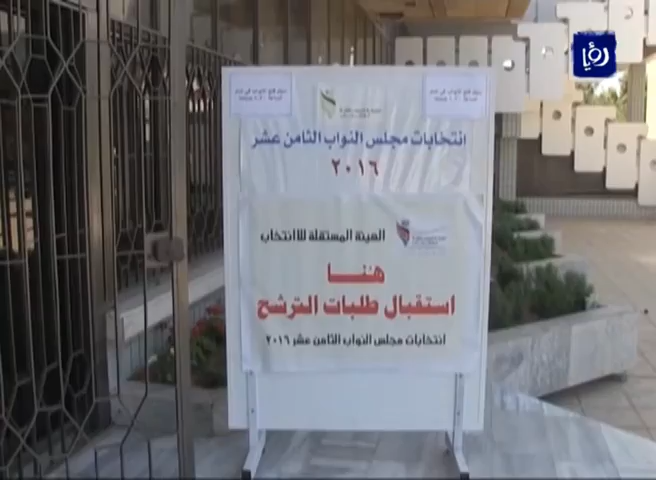 رؤيا
انتخابات مجلس النواب الثامن عشر
٢٠١٦
الهيئة المستقلة للانتخاب
هنا
استقبال طلبات الترشح
انتخابات مجلس النواب الثامن عشر ٢٠١٦